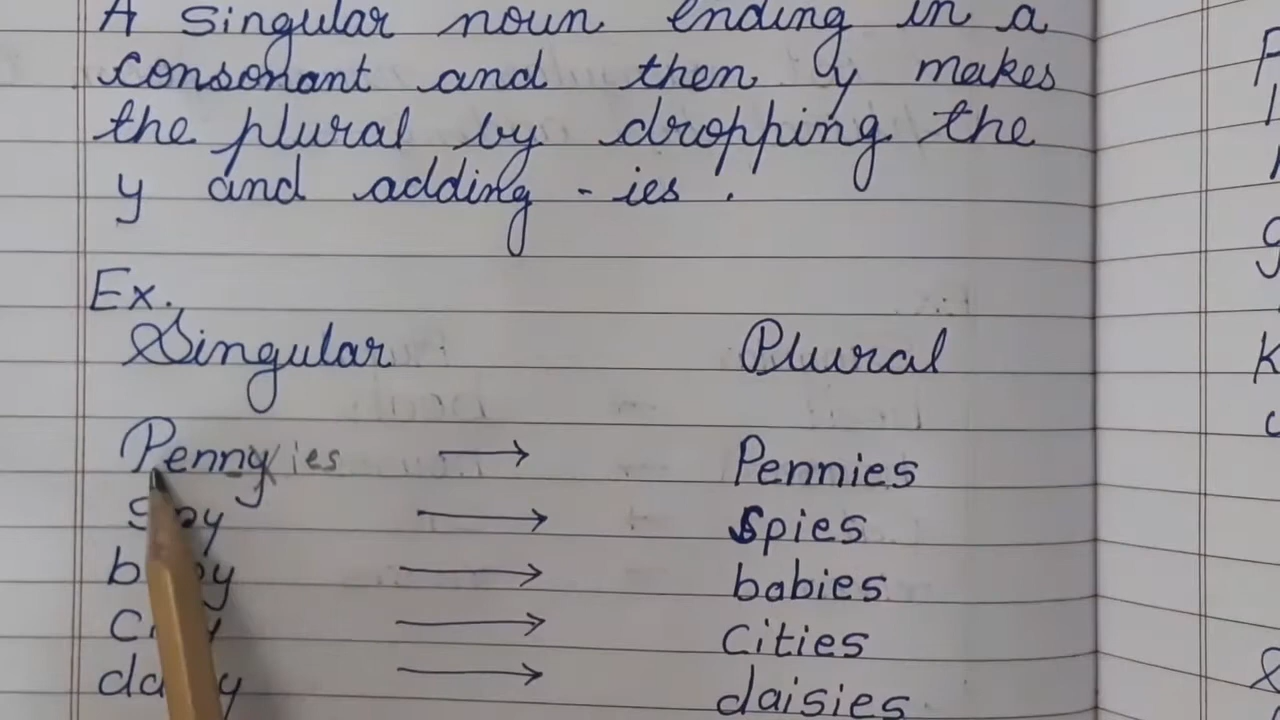 A singular noun ending in a
consonant and then y makes
the plural by dropping the
y and adding - ies .
Ex.
Singular Plural
Penny/ies → Pennies
→ Spies
→ babies
→ Cities
→ daisies